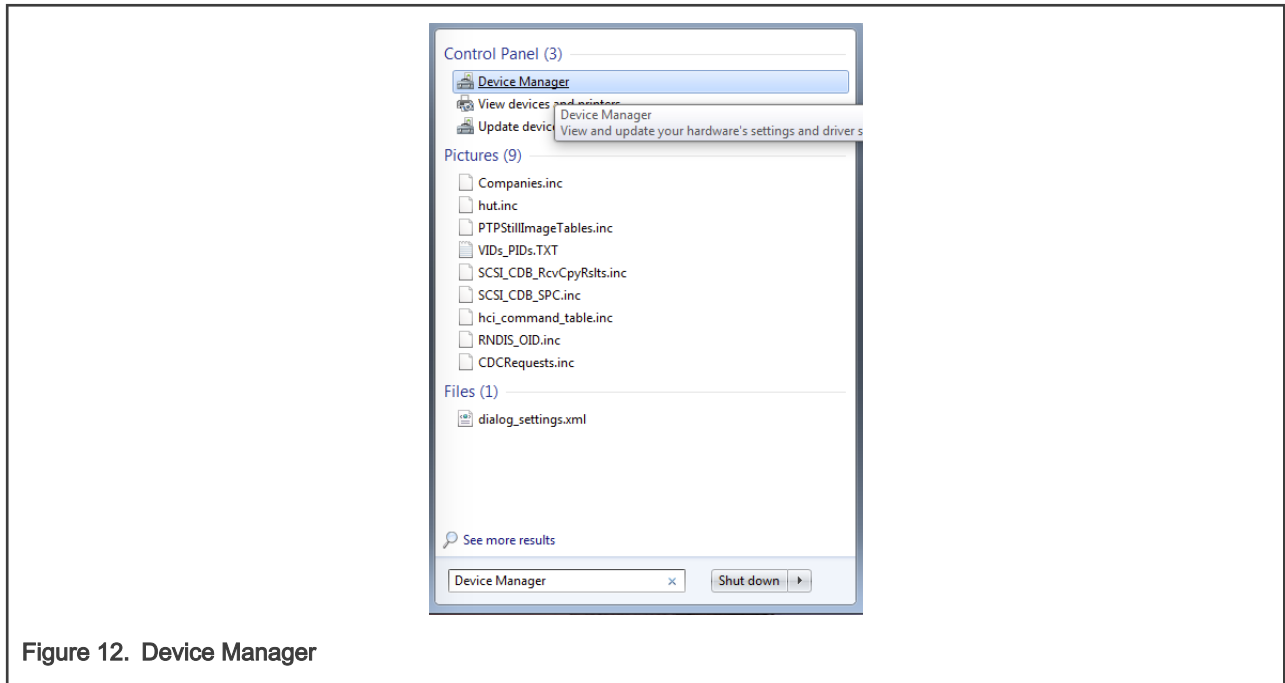 Control Panel (3)
Device Manager
View devices and printers
Device Manager
Update device
View and update your hardware's settings and driver s
Pictures (9)
Companies.inc
hut.inc
PTPStillImageTables.inc
VIDs_PIDs.TXT
SCSI_CDB_RcvCpyRslts.inc
SCSI_CDB_SPC.inc
hci_command_table.inc
RNDIS_OID.inc
CDCRequests.inc
Files (1)
dialog_settings.xml
See more results
Device Manager
Shut down
Figure 12. Device Manager